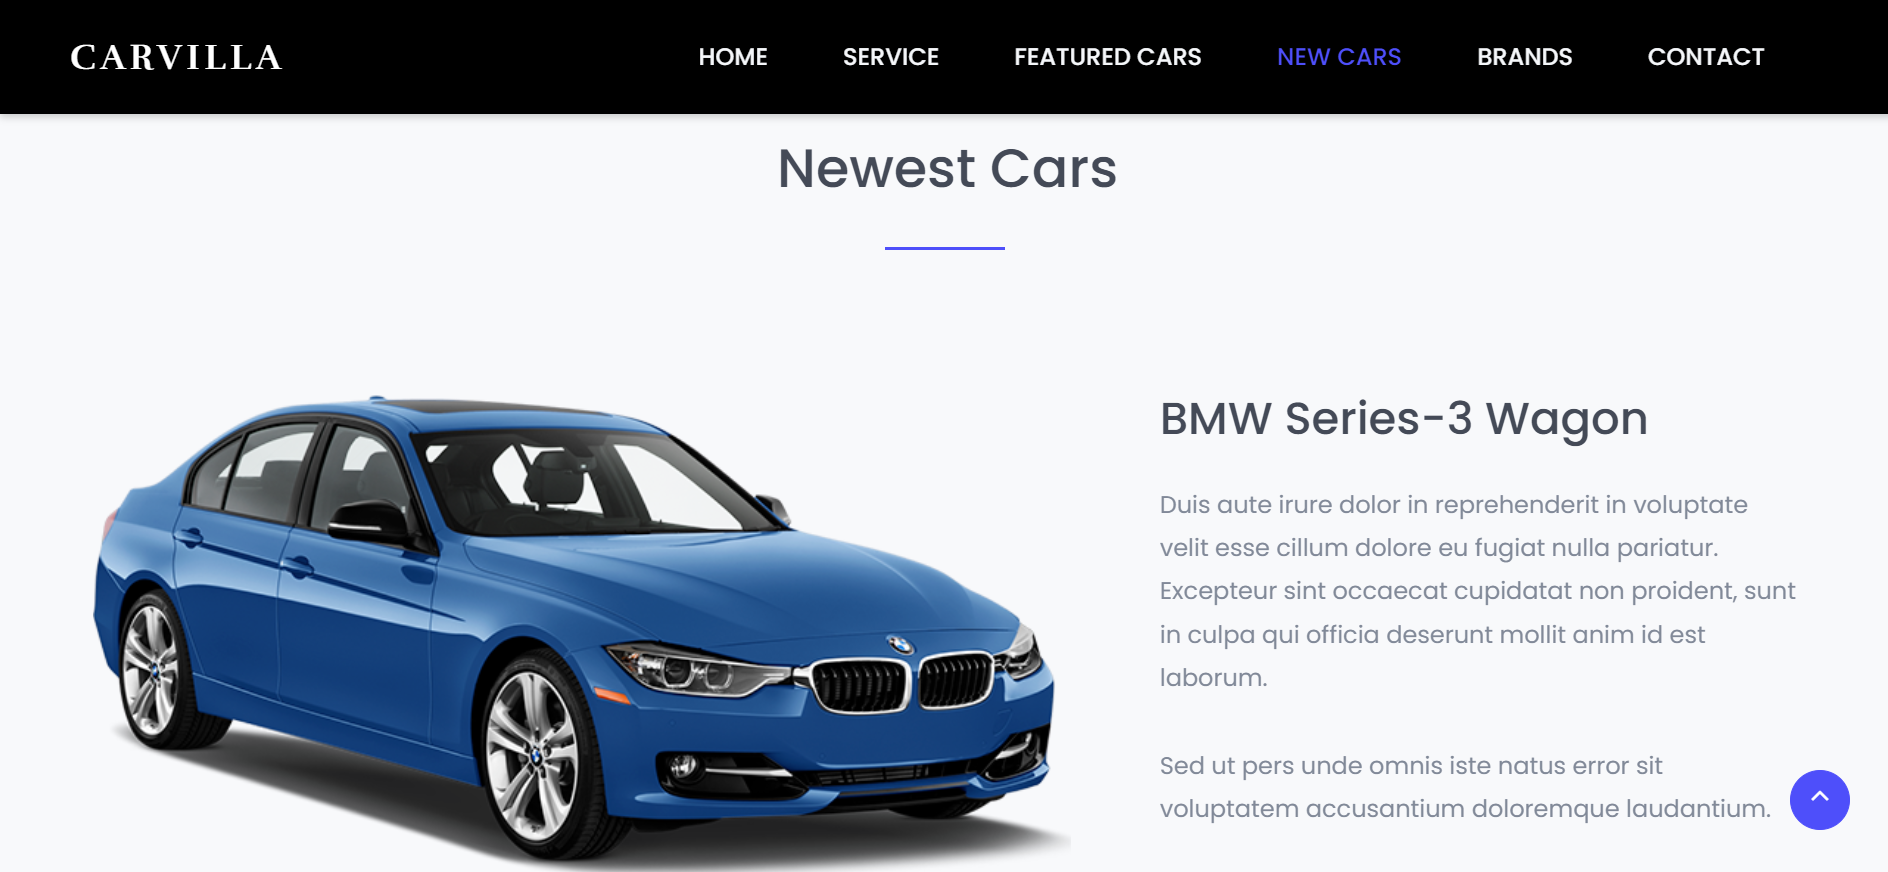 CARVILLA
HOME SERVICE FEATURED CARS NEW CARS BRANDS CONTACT
Newest Cars
BMW Series-3 Wagon
Duis aute irure dolor in reprehenderit in voluptate
velit esse cillum dolore eu fugiat nulla pariatur.
Excepteur sint occaecat cupidatat non proident, sunt
in culpa qui officia deserunt mollit anim id est
laborum.
Sed ut pers unde omnis iste natus error sit
voluptatem accusantium doloremque laudantium.